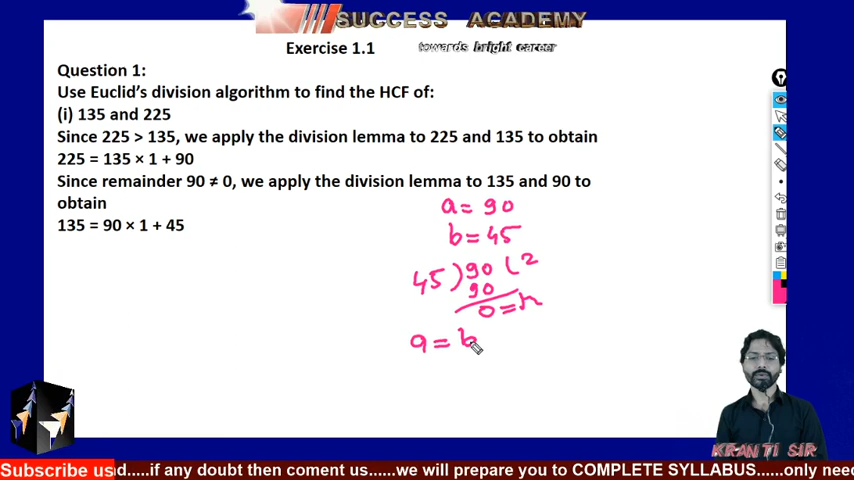 SUCCESS ACADEMY
towards bright career
Exercise 1.1
Question 1:
Use Euclid's division algorithm to find the HCF of:
(i) 135 and 225
Since 225 > 135, we apply the division lemma to 225 and 135 to obtain
225 = 135 × 1 + 90
Since remainder 90 ≠ 0, we apply the division lemma to 135 and 90 to
obtain
135 = 90 × 1 + 45
a = 90
b = 45
45 ) 90 ( 2
90
0 = r
a = b
KRANTI SIR
Subscribe us d.....if any doubt then coment us......we will prepare you to COMPLETE SYLLABUS......only nee